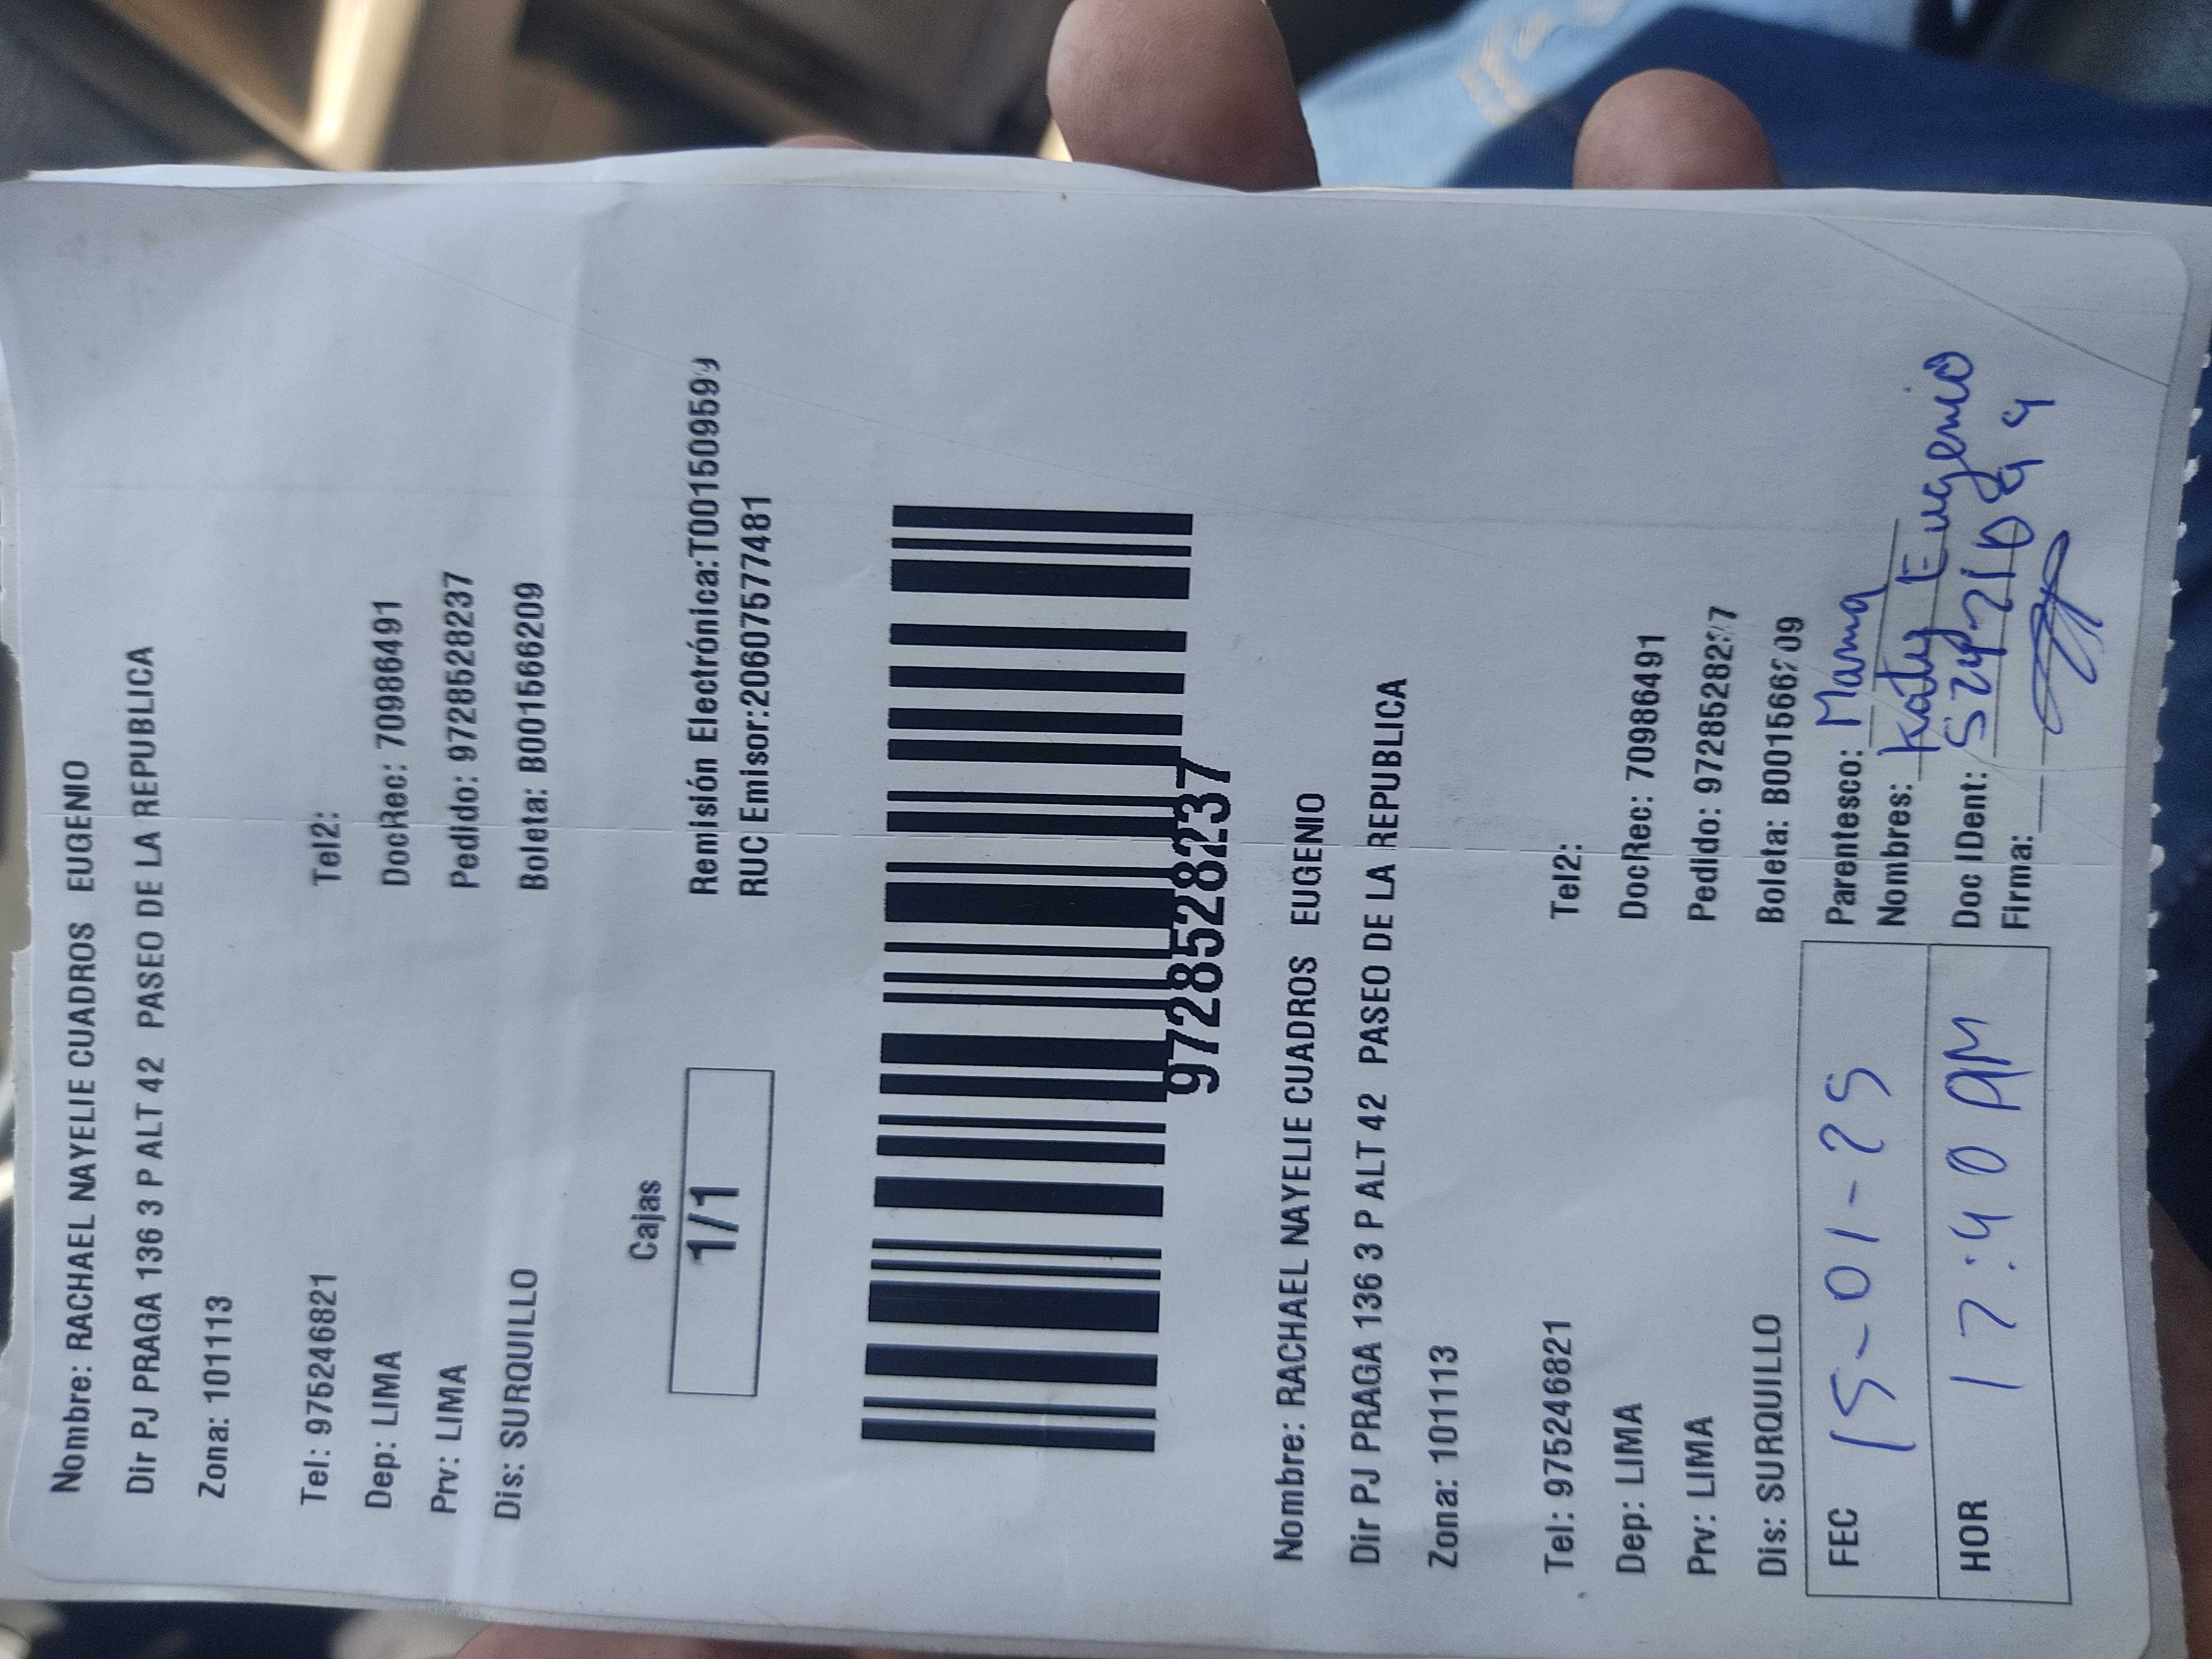 Nombre: RACHAEL NAYELIE CUADROS EUGENIO
Dir PJ PRAGA 136 3 P ALT 42 PASEO DE LA REPUBLICA
Zona: 101113
Tel: 975246821 Tel2:
Dep: LIMA DocRec: 70986491
Prv: LIMA Pedido: 9728528237
Dis: SURQUILLO Boleta: B001566209
Cajas
1/1
Remisión Electrónica:T001509599
RUC Emisor:20607577481
9728528237
Nombre: RACHAEL NAYELIE CUADROS EUGENIO
Dir PJ PRAGA 136 3 P ALT 42 PASEO DE LA REPUBLICA
Zona: 101113
Tel: 975246821 Tel2:
Dep: LIMA DocRec: 70986491
Prv: LIMA Pedido: 9728528237
Dis: SURQUILLO Boleta: B001566209
FEC 15-01-25
HOR 17:40 PM
Parentesco: Mama
Nombres: Katy Eugenio
Doc IDent:
Firma: